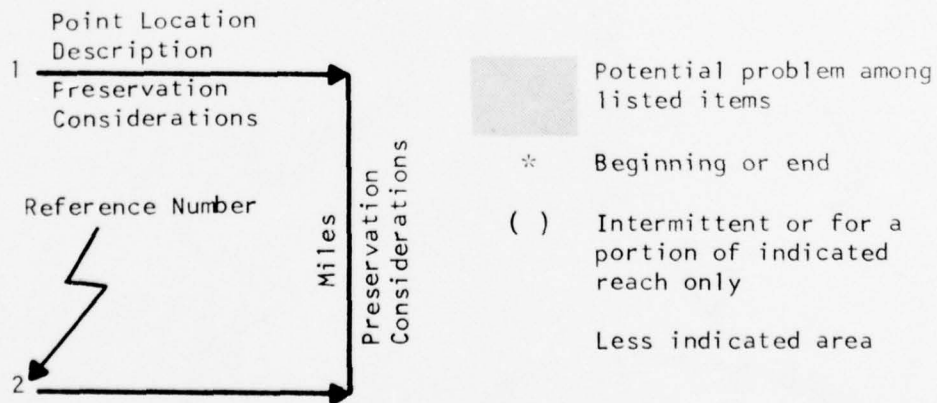 Point Location
Description
1
Freservation
Considerations
Reference Number
Miles
Preservation
Considerations
2
Potential problem among
listed items
* Beginning or end
( ) Intermittent or for a
portion of indicated
reach only
Less indicated area